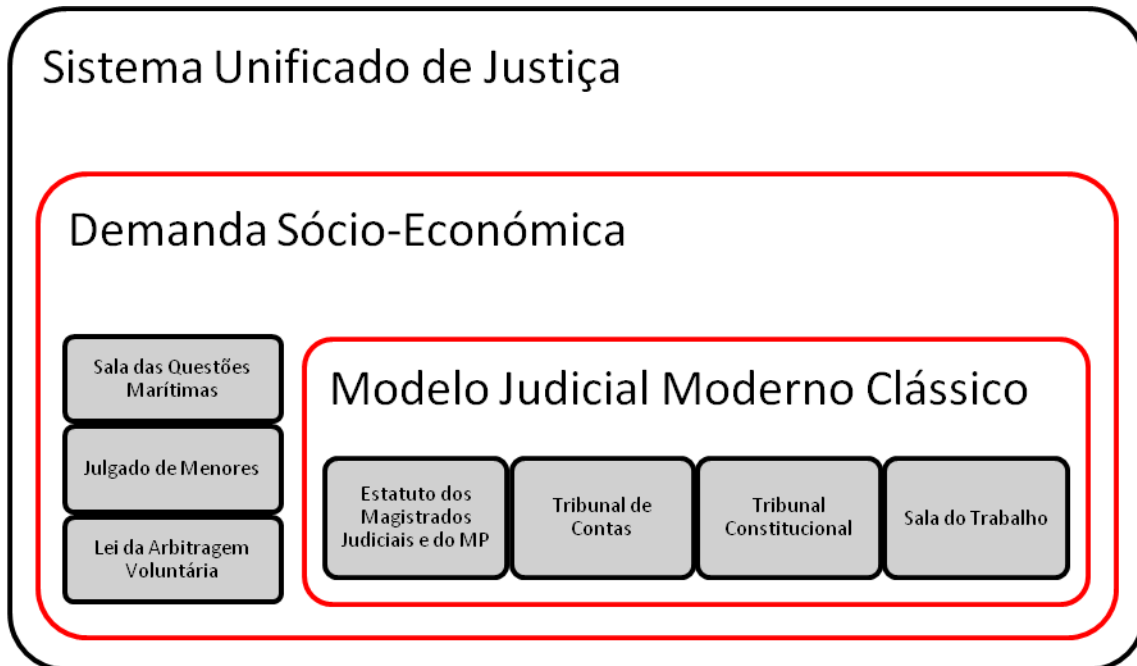 Sistema Unificado de Justiça
Demanda Sócio-Económica
Sala das Questões
Marítimas
Julgado de Menores
Lei da Arbitragem
Voluntária
Modelo Judicial Moderno Clássico
Estatuto dos
Magistrados
Judiciais e do MP
Tribunal de
Contas
Tribunal
Constitucional
Sala do Trabalho